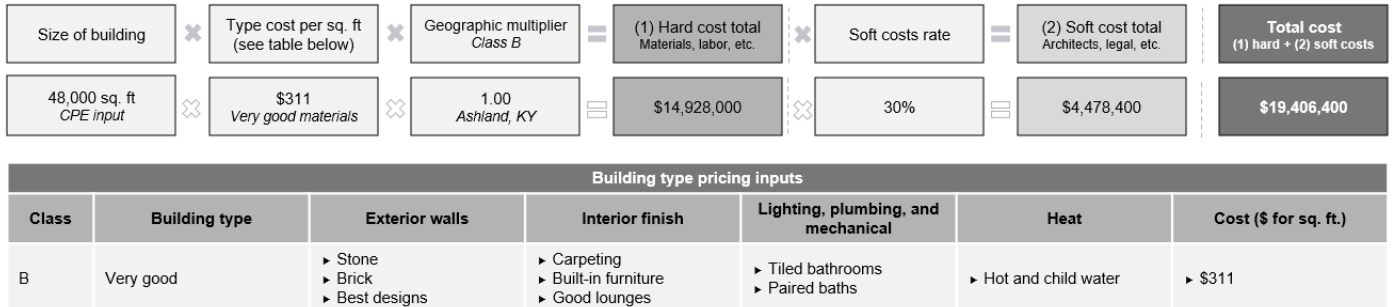 Size of building
Type cost per sq. ft
(see table below)
Geographic multiplier
Class B
(1) Hard cost total
Materials, labor, etc.
Soft costs rate
(2) Soft cost total
Architects, legal, etc.
Total cost
(1) hard + (2) soft costs
48,000 sq. ft
CPE input
$311
Very good materials
1.00
Ashland, KY
$14,928,000
30%
$4,478,400
$19,406,400
Building type pricing inputs
Class
Building type
Exterior walls
Interior finish
Lighting, plumbing, and
mechanical
Heat
Cost ($ for sq. ft.)
B
Very good
► Stone
► Brick
► Best designs
► Carpeting
► Built-in furniture
► Good lounges
► Tiled bathrooms
► Paired baths
► Hot and child water
► $311